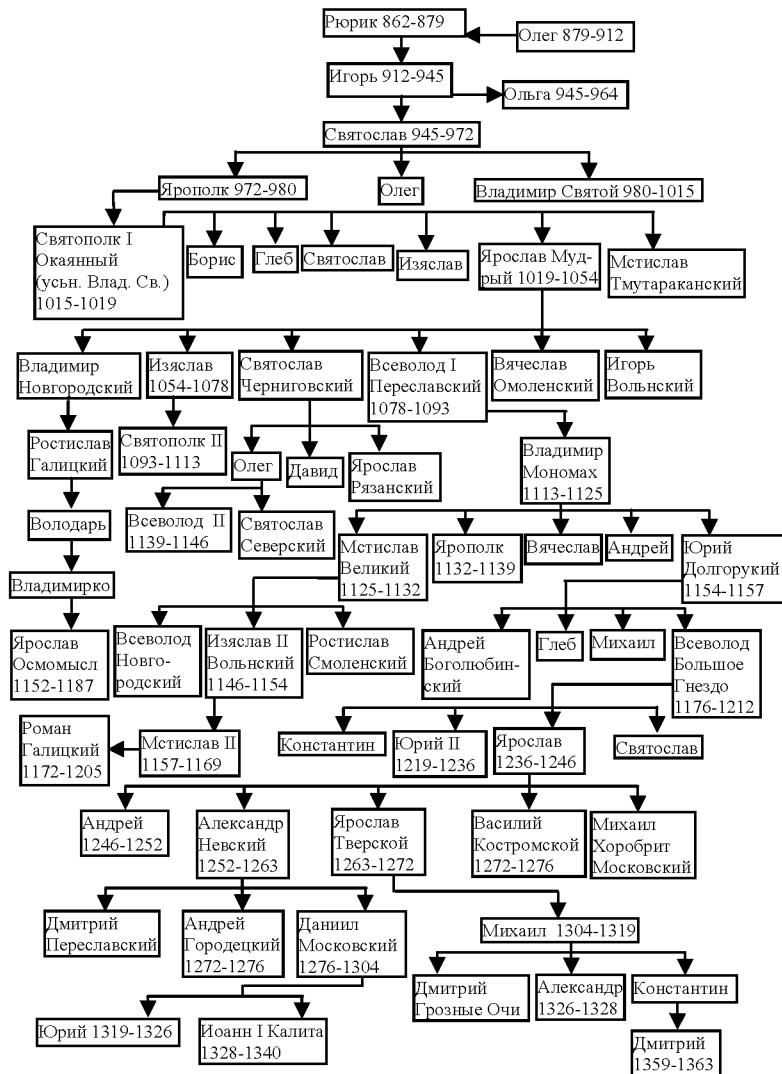 Рюрик 862-879
Олег 879-912
Игорь 912-945
Ольга 945-964
Святослав 945-972
Ярополк 972-980
Олег
Владимир Святой 980-1015
Святополк I
Окаянный
(усьн. Влад. Св.)
1015-1019
Борис
Глеб
Святослав
Изяслав
Ярослав Муд-
рый 1019-1054
Мстислав
Тмутараканский
Владимир
Новгородский
Изяслав
1054-1078
Святослав
Черниговский
Всеволод I
Переславский
1078-1093
Вячеслав
Омоленский
Игорь
Вольнский
Ростислав
Галицкий
Святополк II
1093-1113
Олег
Давид
Ярослав
Рязанский
Владимир
Мономах
1113-1125
Володарь
Всеволод II
1139-1146
Святослав
Северский
Мстислав
Великий
1125-1132
Ярополк
1132-1139
Вячеслав
Андрей
Юрий
Долгорукий
1154-1157
Владимирко
Ярослав
Осмомысл
1152-1187
Всеволод
Новго-
родский
Изяслав II
Вольнский
1146-1154
Ростислав
Смоленский
Андрей
Боголюбин-
ский
Глеб
Михаил
Всеволод
Большое
Гнездо
1176-1212
Роман
Галицкий
1172-1205
Мстислав II
1157-1169
Константин
Юрий II
1219-1236
Ярослав
1236-1246
Святослав
Андрей
1246-1252
Александр
Невский
1252-1263
Ярослав
Тверской
1263-1272
Василий
Костромской
1272-1276
Михаил
Хоробрит
Московский
Дмитрий
Переславский
Андрей
Городецкий
1272-1276
Даниил
Московский
1276-1304
Михаил 1304-1319
Дмитрий
Грозные Очи
Александр
1326-1328
Константин
Юрий 1319-1326
Иоанн I Калита
1328-1340
Дмитрий
1359-1363